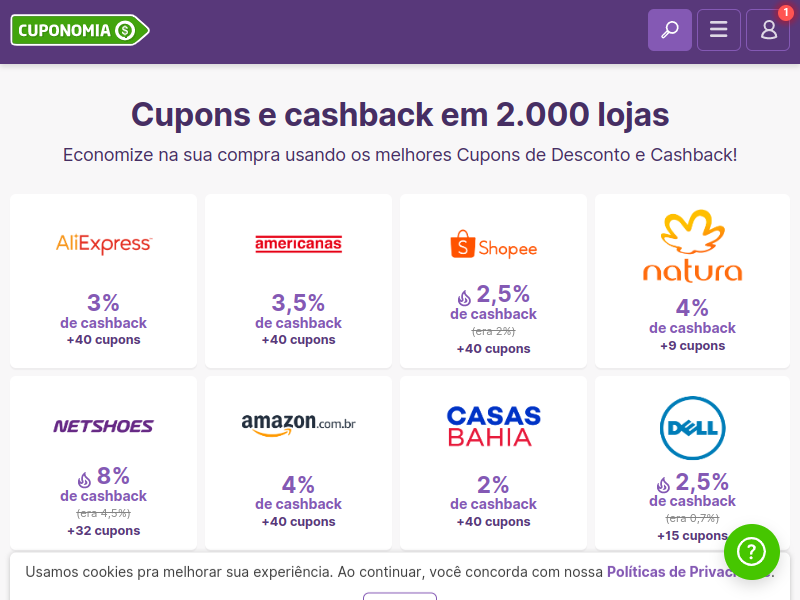 CUPONOMIA $
1
Cupons e cashback em 2.000 lojas
Economize na sua compra usando os melhores Cupons de Desconto e Cashback!
AliExpress
3%
de cashback
+40 cupons
americanas
3,5%
de cashback
+40 cupons
S Shopee
2,5%
de cashback
(era 2%)
+40 cupons
natura
4%
de cashback
+9 cupons
NETSHOES
8%
de cashback
(era 4,5%)
+32 cupons
amazon.com.br
4%
de cashback
+40 cupons
CASAS
BAHIA
2%
de cashback
+40 cupons
DELL
2,5%
de cashback
(era 0,7%)
+15 cupons
?
Usamos cookies pra melhorar sua experiência. Ao continuar, você concorda com nossa Políticas de